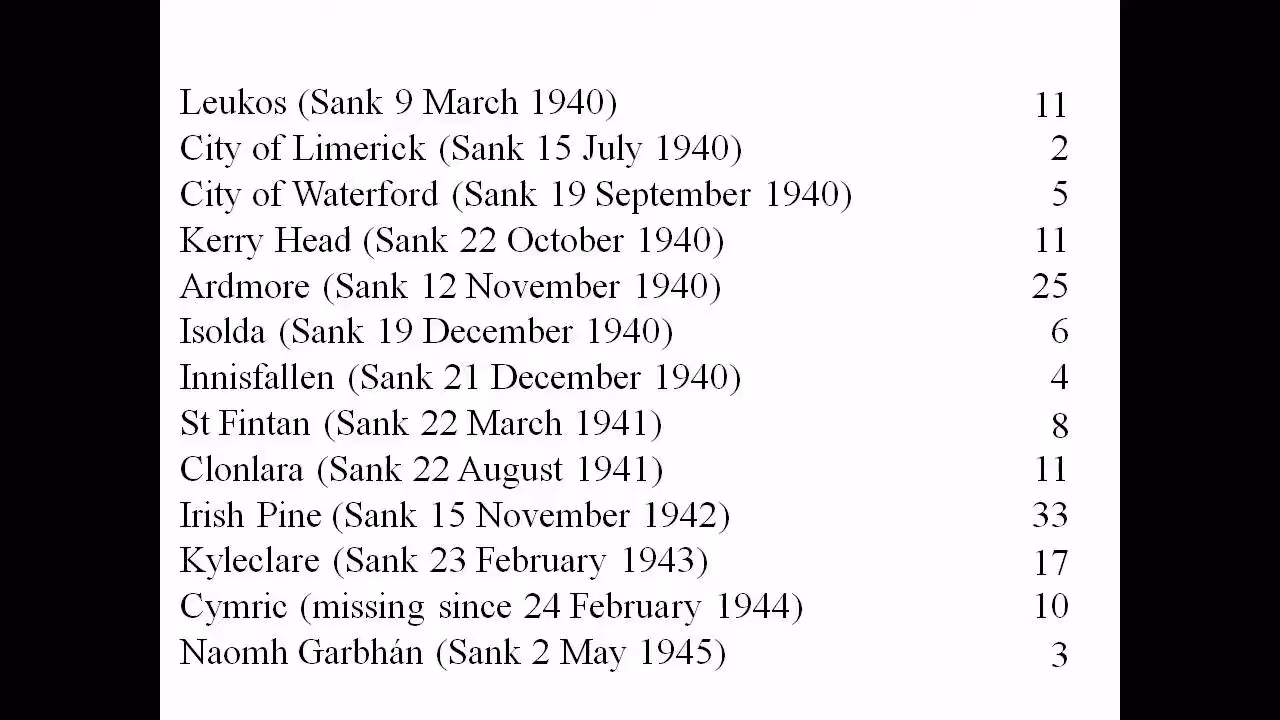 Leukos (Sank 9 March 1940) 11
City of Limerick (Sank 15 July 1940) 2
City of Waterford (Sank 19 September 1940) 5
Kerry Head (Sank 22 October 1940) 11
Ardmore (Sank 12 November 1940) 25
Isolda (Sank 19 December 1940) 6
Innisfallen (Sank 21 December 1940) 4
St Fintan (Sank 22 March 1941) 8
Clonlara (Sank 22 August 1941) 11
Irish Pine (Sank 15 November 1942) 33
Kyleclare (Sank 23 February 1943) 17
Cymric (missing since 24 February 1944) 10
Naomh Garbhán (Sank 2 May 1945) 3